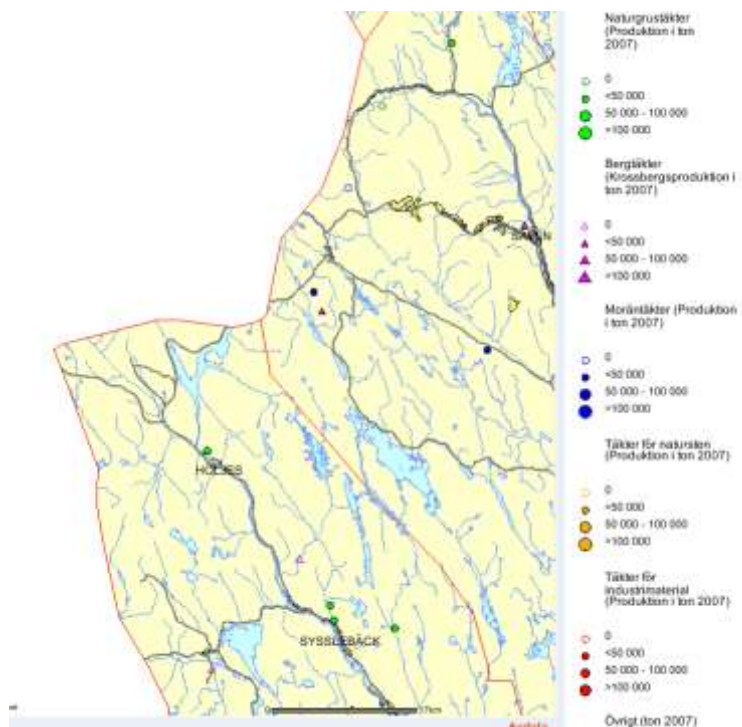 HÖLJES
SYSSLEBÄCK
0
Naturgrustäkter
(Produktion i ton
2007)
0
<50 000
50 000 - 100 000
>100 000
Bergtäkter
(Krossbergsproduktion i
ton 2007)
0
<50 000
50 000 - 100 000
>100 000
Moräntäkter (Produktion
i ton 2007)
0
<50 000
50 000 - 100 000
>100 000
Täkter för natursten
(Produktion i ton 2007)
0
<50 000
50 000 - 100 000
>100 000
Täkter för
industrimaterial
(Produktion i ton 2007)
0
<50 000
50 000 - 100 000
>100 000
Övrigt (ton 2007)